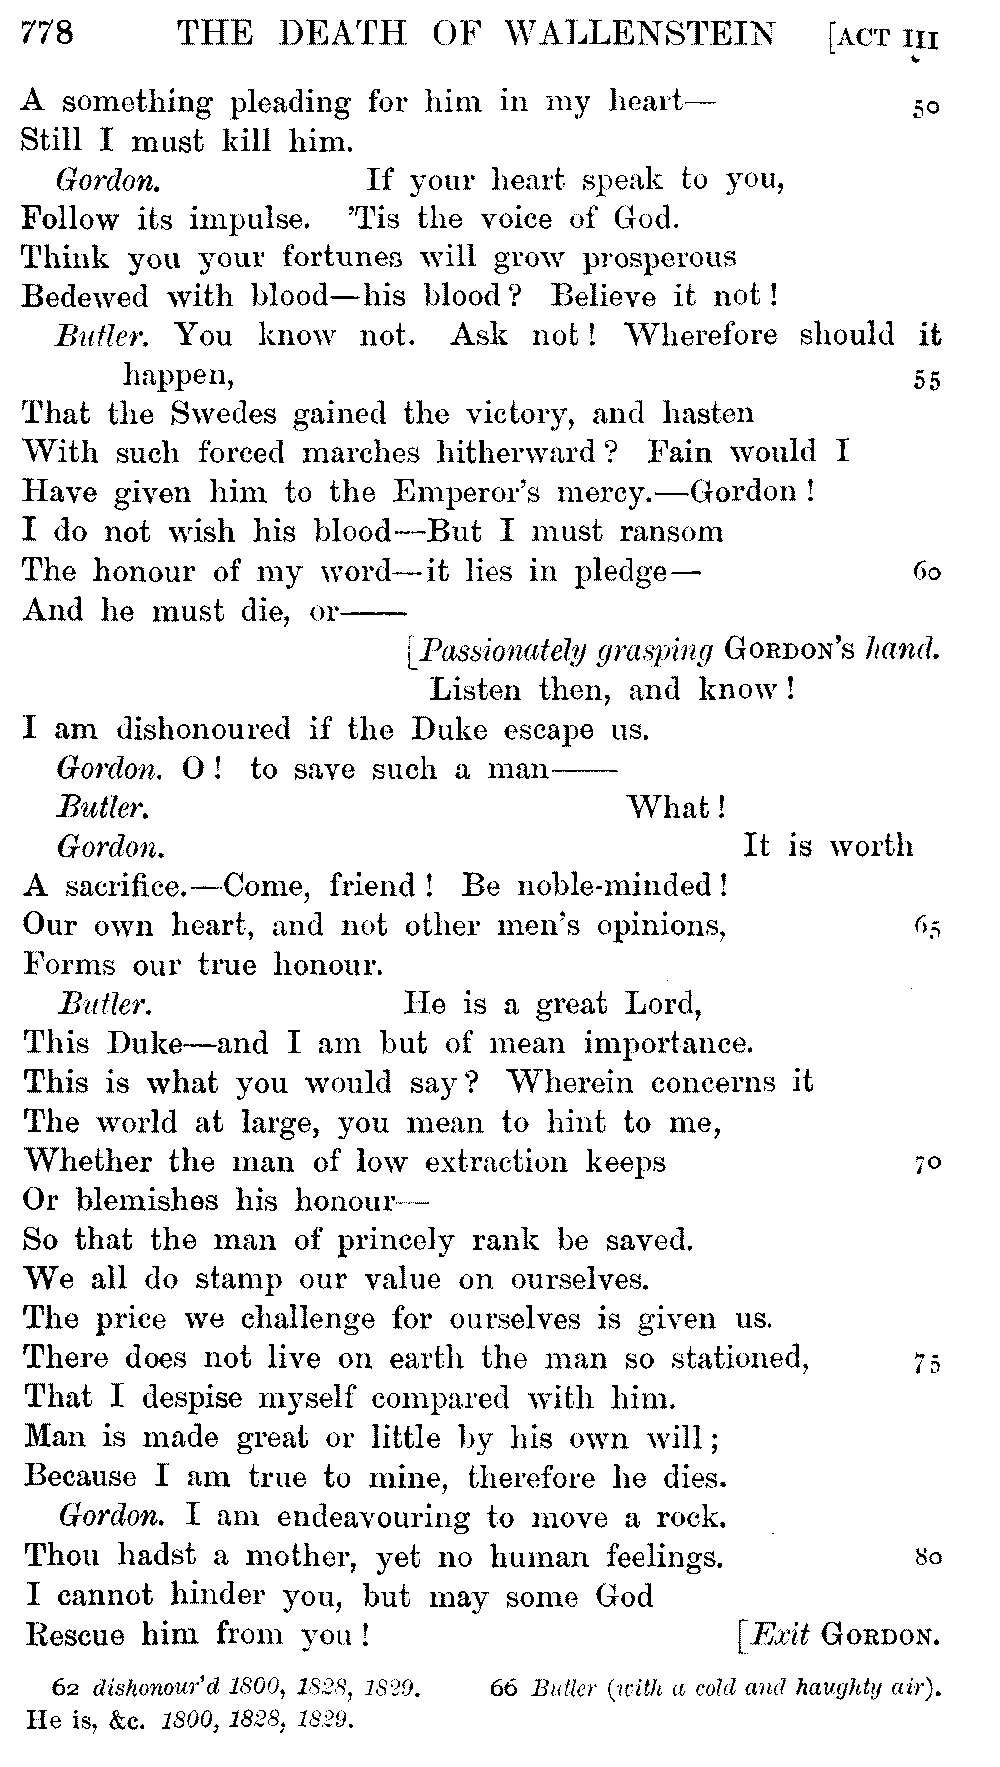 778 THE DEATH OF WALLENSTEIN [ACT III
A something pleading for him in my heart— 50
Still I must kill him.
Gordon. If your heart speak to you,
Follow its impulse. 'Tis the voice of God.
Think you your fortunes will grow prosperous
Bedewed with blood—his blood? Believe it not!
Butler. You know not. Ask not! Wherefore should it
happen, 55
That the Swedes gained the victory, and hasten
With such forced marches hitherward? Fain would I
Have given him to the Emperor's mercy.—Gordon!
I do not wish his blood—But I must ransom
The honour of my word—it lies in pledge— 60
And he must die, or——
[Passionately grasping GORDON'S hand.
Listen then, and know!
I am dishonoured if the Duke escape us.
Gordon. O! to save such a man——
Butler. What!
Gordon. It is worth
A sacrifice.—Come, friend! Be noble-minded!
Our own heart, and not other men's opinions, 65
Forms our true honour.
Butler. He is a great Lord,
This Duke—and I am but of mean importance.
This is what you would say? Wherein concerns it
The world at large, you mean to hint to me,
Whether the man of low extraction keeps 70
Or blemishes his honour—
So that the man of princely rank be saved.
We all do stamp our value on ourselves.
The price we challenge for ourselves is given us.
There does not live on earth the man so stationed, 75
That I despise myself compared with him.
Man is made great or little by his own will;
Because I am true to mine, therefore he dies.
Gordon. I am endeavouring to move a rock.
Thou hadst a mother, yet no human feelings. 80
I cannot hinder you, but may some God
Rescue him from you! [Exit GORDON.
62 dishonour'd 1800, 1828, 1829. 66 Butler (with a cold and haughty air).
He is, &c. 1800, 1828, 1829.